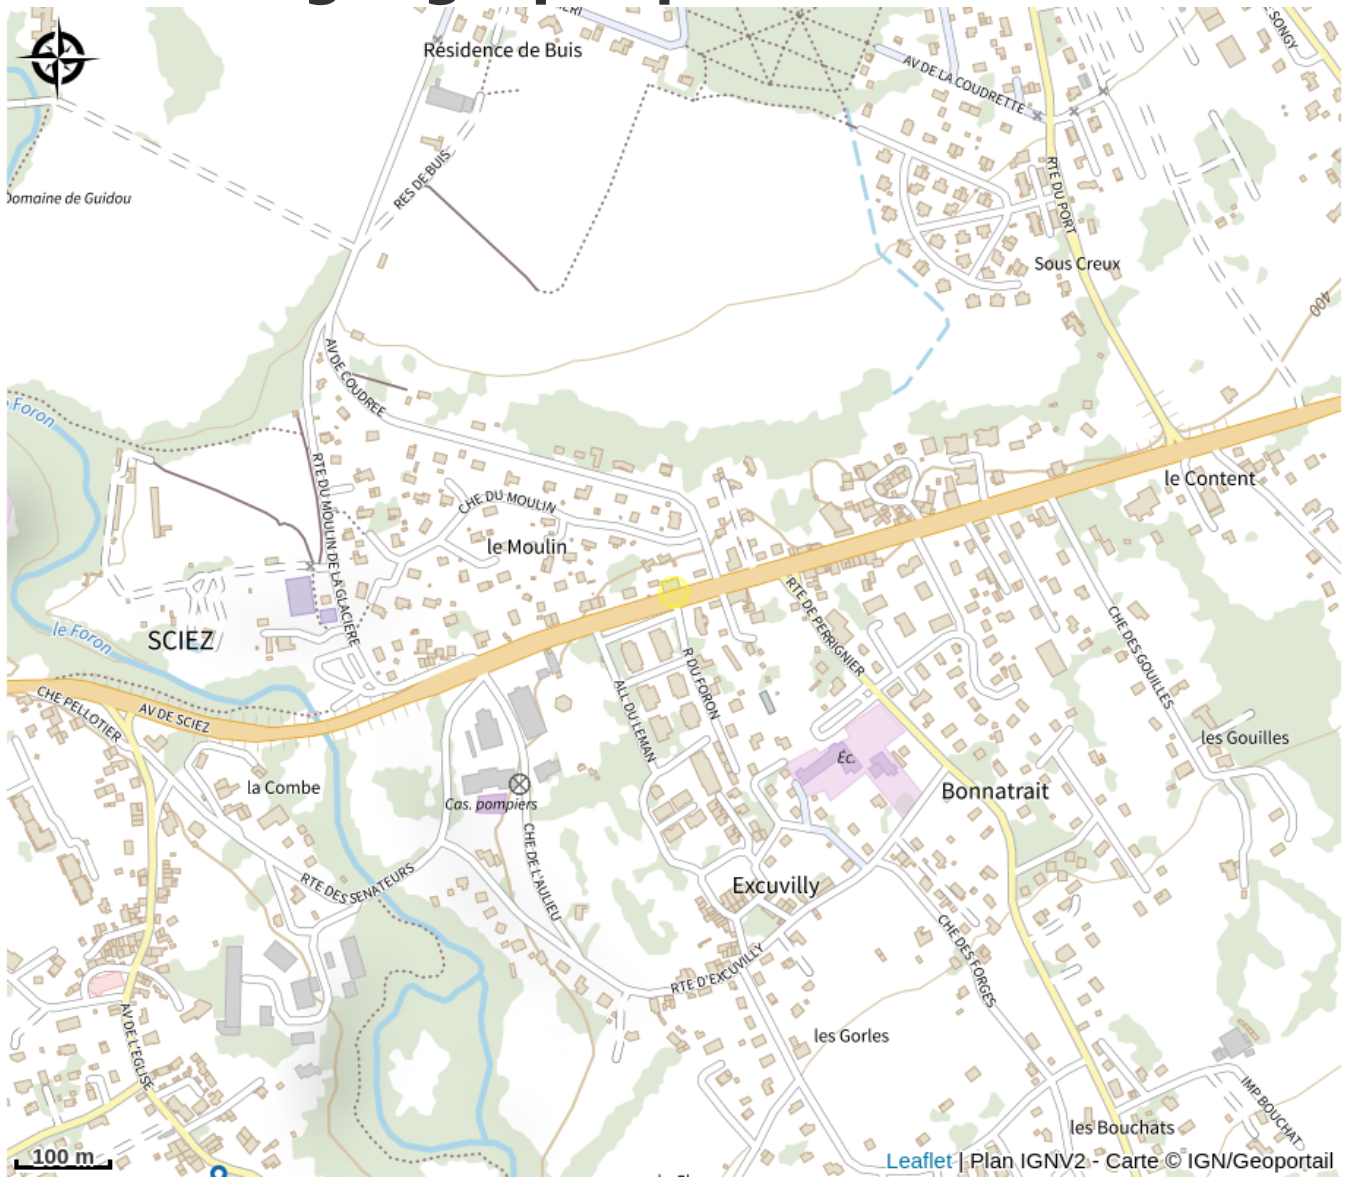 Résidence de Buis
AV DE LA COUDRETTE
RES DE BUIS
RTE DU PORT
Domaine de Guidou
Sous Creux
400
AV DE COUDREE
Foron
RTE DU MOULIN DE LA GLACIÈRE
CHE DU MOULIN
le Content
le Moulin
SCIEZ
le Foron
RTE DE PERRIGNIER
CHE DES GOUILLES
R DU FORON
ALL DU LEMAN
CHE PELLOTIER
AV DE SCIEZ
les Gouilles
Éc.
la Combe
Cas. pompiers
Bonnatrait
CHE DE L'AULIEU
RTE DES SENATEURS
Excuvilly
CHE DES FORGES
RTE D'EXCUVILLY
AV DE L'EGLISE
les Gorles
IMP BOUCHAT
les Bouchats
100 m
Leaflet | Plan IGNV2 - Carte © IGN/Geoportail